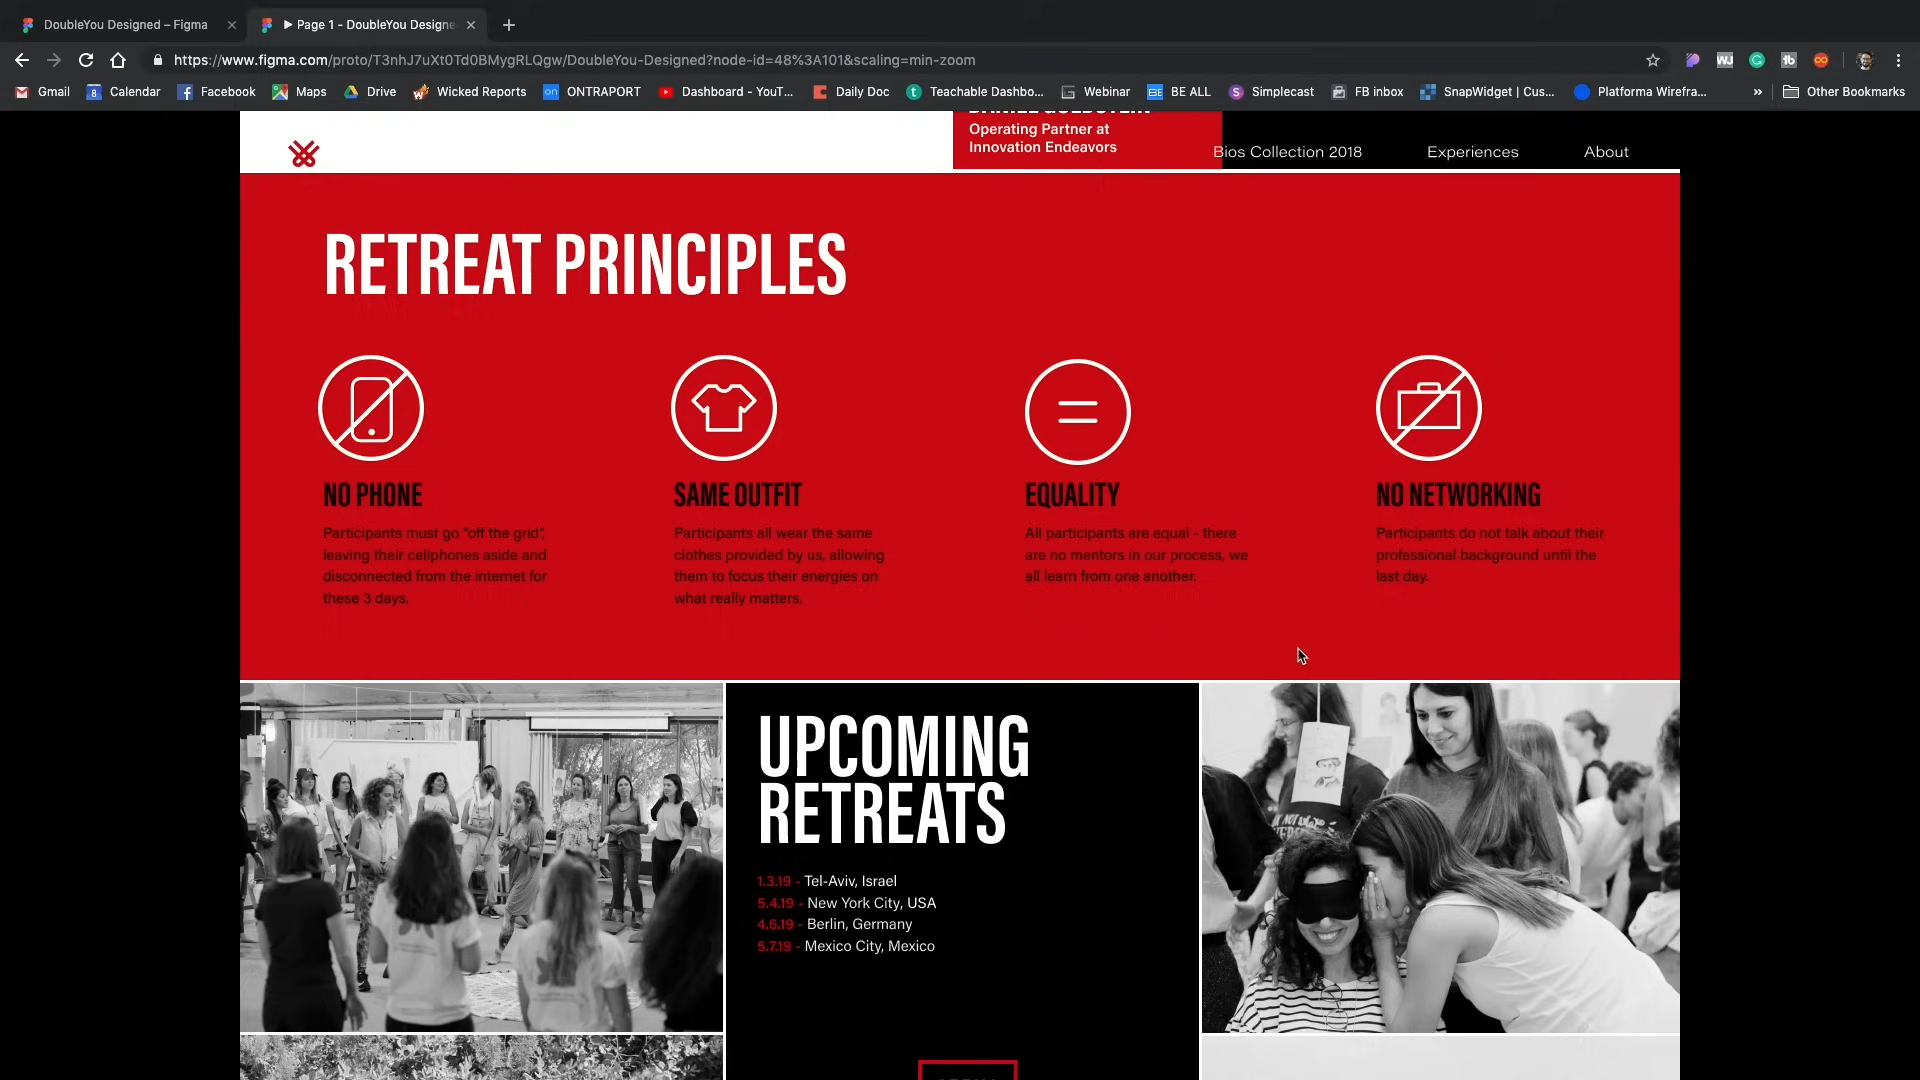 DoubleYou Designed – Figma
Page 1 - DoubleYou Designe
https://www.figma.com/proto/T3nhJ7uXt0Td0BMygRLQgw/DoubleYou-Designed?node-id=48%3A101&scaling=min-zoom
Gmail Calendar Facebook Maps Drive Wicked Reports ONTRAPORT Dashboard - YouT... Daily Doc Teachable Dashbo... Webinar BE ALL Simplecast FB inbox SnapWidget | Cus... Platforma Wirefra... » Other Bookmarks
DANIEL GOLDSTEIN
Operating Partner at
Innovation Endeavors
Bios Collection 2018 Experiences About
RETREAT PRINCIPLES
NO PHONE
Participants must go “off the grid”,
leaving their cellphones aside and
disconnected from the internet for
these 3 days.
SAME OUTFIT
Participants all wear the same
clothes provided by us, allowing
them to focus their energies on
what really matters.
EQUALITY
All participants are equal - there
are no mentors in our process, we
all learn from one another.
NO NETWORKING
Participants do not talk about their
professional background until the
last day.
UPCOMING
RETREATS
1.3.19 - Tel-Aviv, Israel
5.4.19 - New York City, USA
4.6.19 - Berlin, Germany
5.7.19 - Mexico City, Mexico